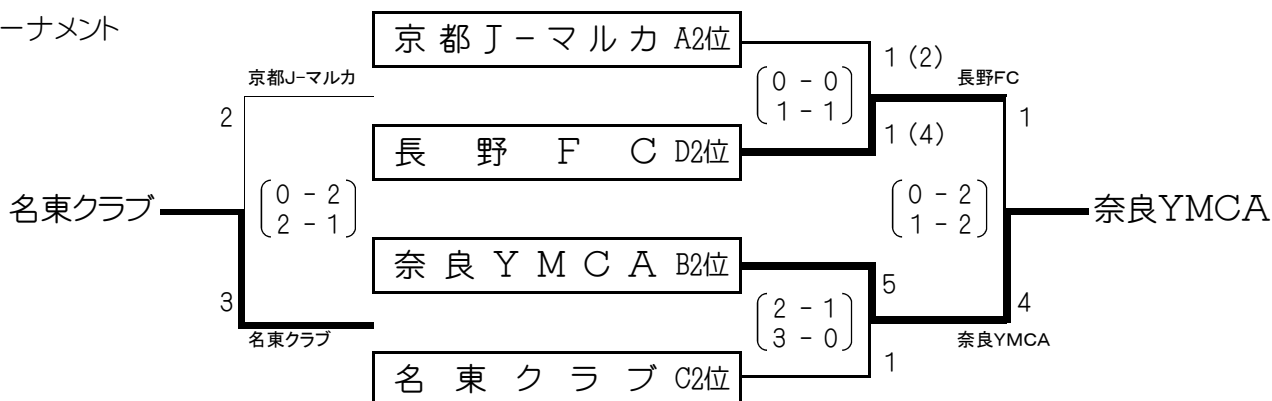 ーナメント
京都J-マルカ A2位
1 (2)
京都J-マルカ
0 - 0
1 - 1
長野FC
2
1
長野FC D2位
1 (4)
0 - 2
2 - 1
0 - 2
1 - 2
名東クラブ
奈良YMCA
奈良YMCA B2位
5
3
2 - 1
3 - 0
4
名東クラブ
奈良YMCA
1
名東クラブ C2位